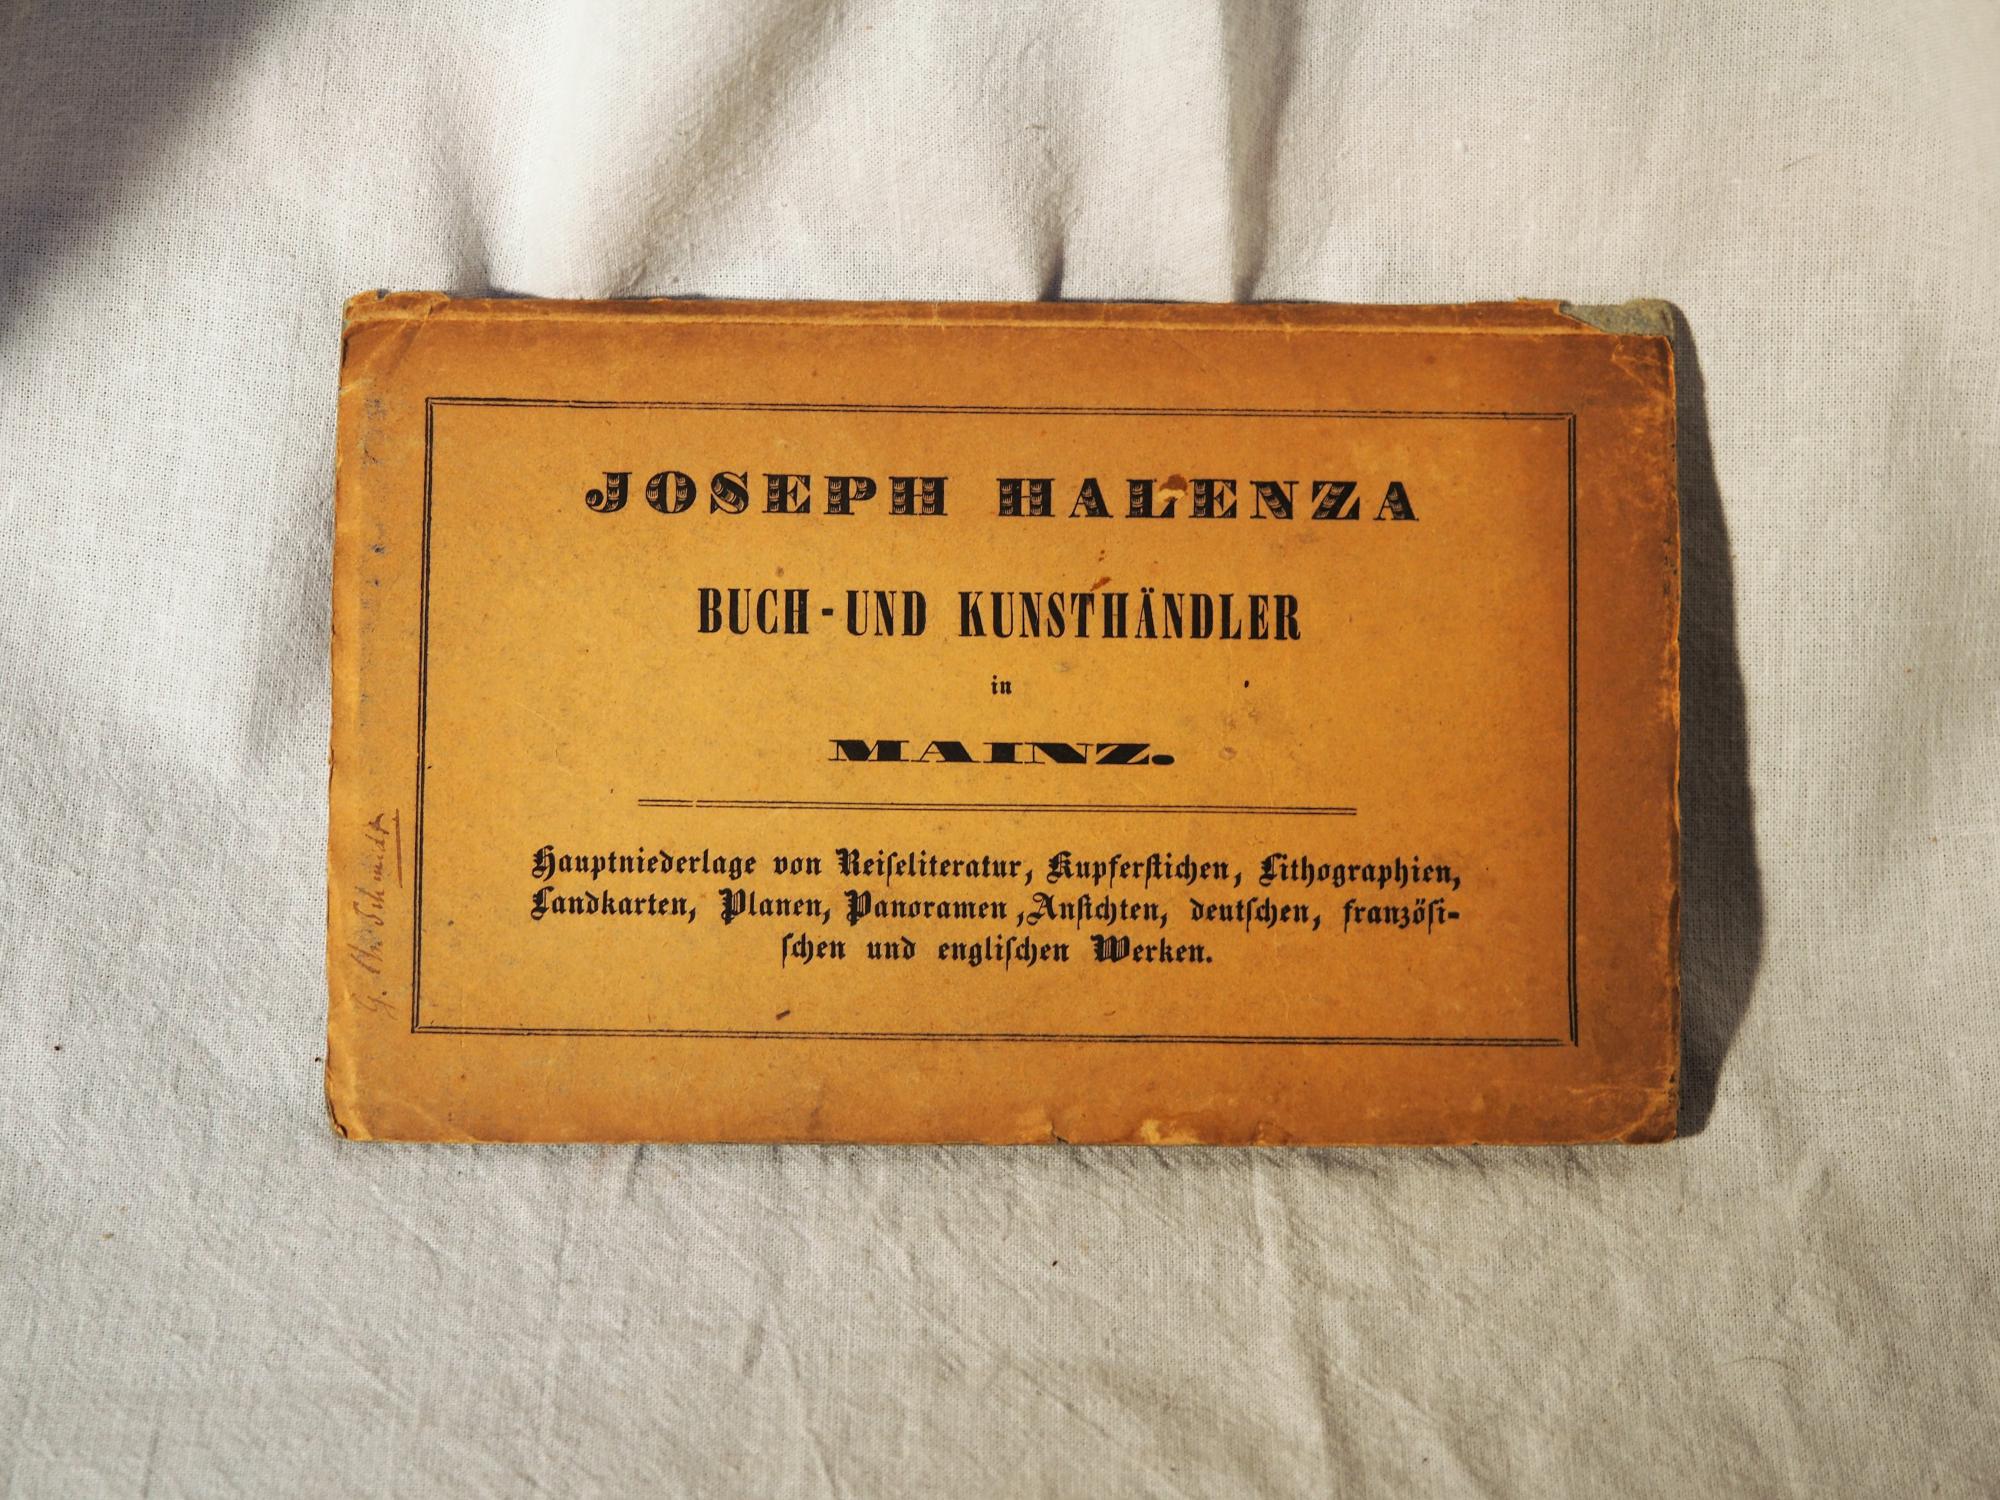 JOSEPH HALENZA
BUCH - UND KUNSTHÄNDLER
in
MAINZ.
Hauptniederlage von Reiſeliteratur, Kupferſtichen, Lithographien,
Landkarten, Planen, Panoramen, Anſichten, deutſchen, franzöſi-
ſchen und engliſchen Werken.